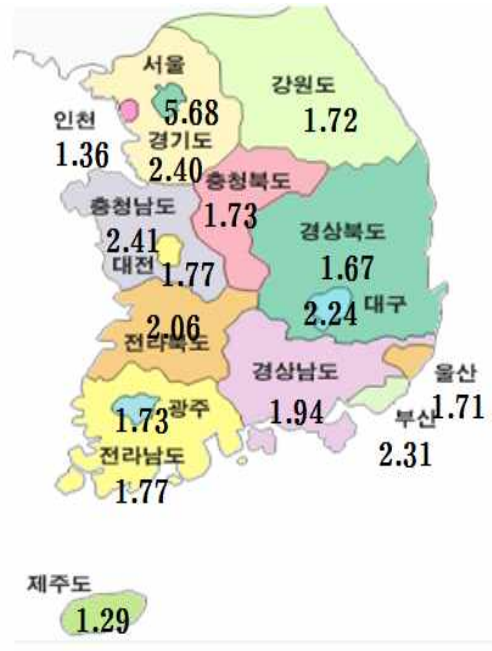 서울
5.68
강원도
1.72
인천
1.36
경기도
2.40
충청북도
1.73
충청남도
2.41
대전
1.77
경상북도
1.67
대구
2.24
2.06
전라북도
경상남도
1.94
울산
1.71
부산
2.31
광주
1.73
전라남도
1.77
제주도
1.29